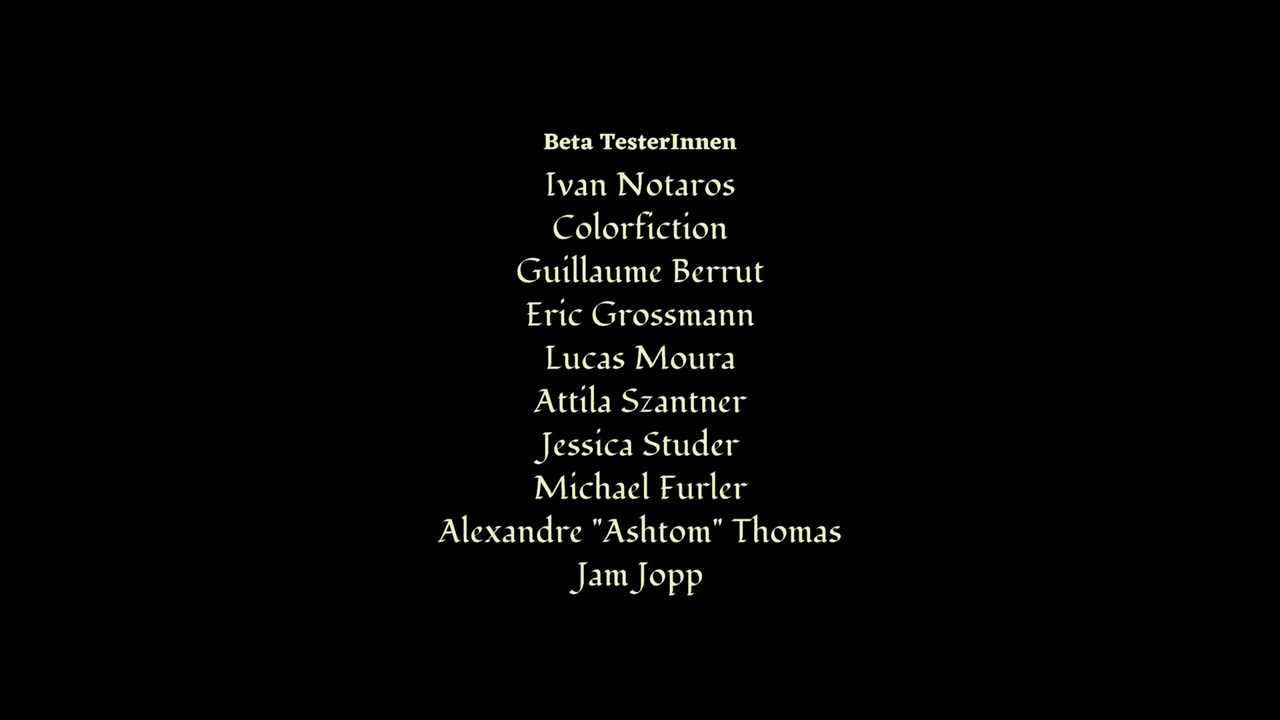 Beta TesterInnen
Ivan Notaros
Colorfiction
Guillaume Berrut
Eric Grossmann
Lucas Moura
Attila Szantner
Jessica Studer
Michael Furler
Alexandre "Ashtom" Thomas
Jam Jopp